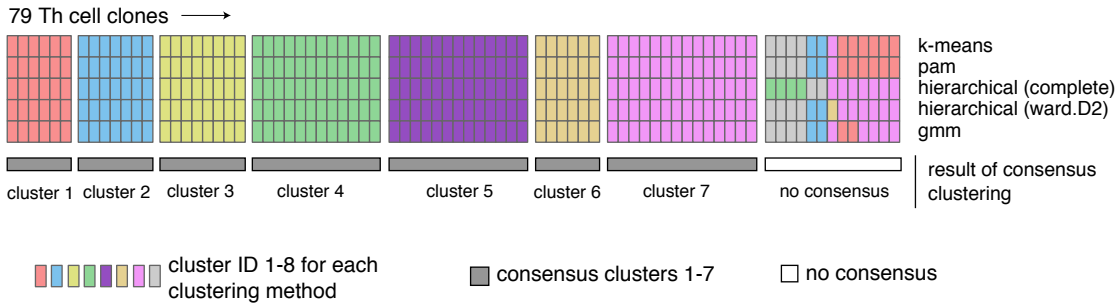 79 Th cell clones
k-means
pam
hierarchical (complete)
hierarchical (ward.D2)
gmm
cluster 1 cluster 2 cluster 3 cluster 4 cluster 5 cluster 6 cluster 7 no consensus
result of consensus
clustering
cluster ID 1-8 for each
clustering method
consensus clusters 1-7
no consensus